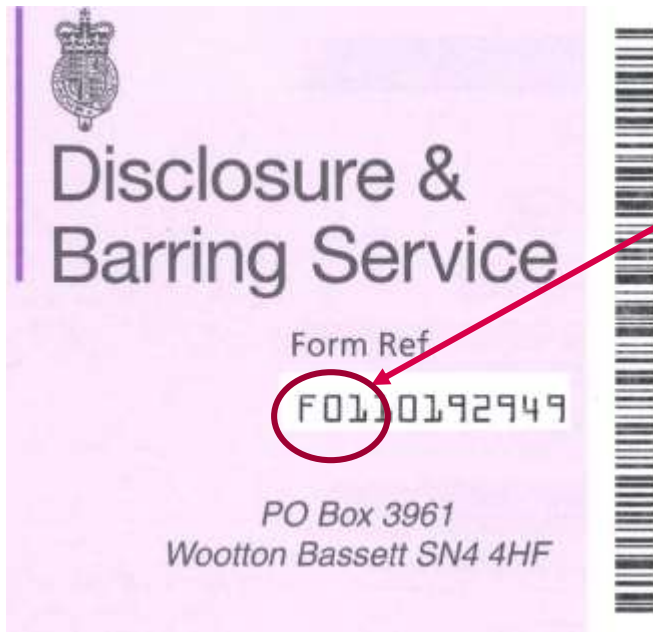 Disclosure &
Barring Service
Form Ref
F0110192949
PO Box 3961
Wootton Bassett SN4 4HF